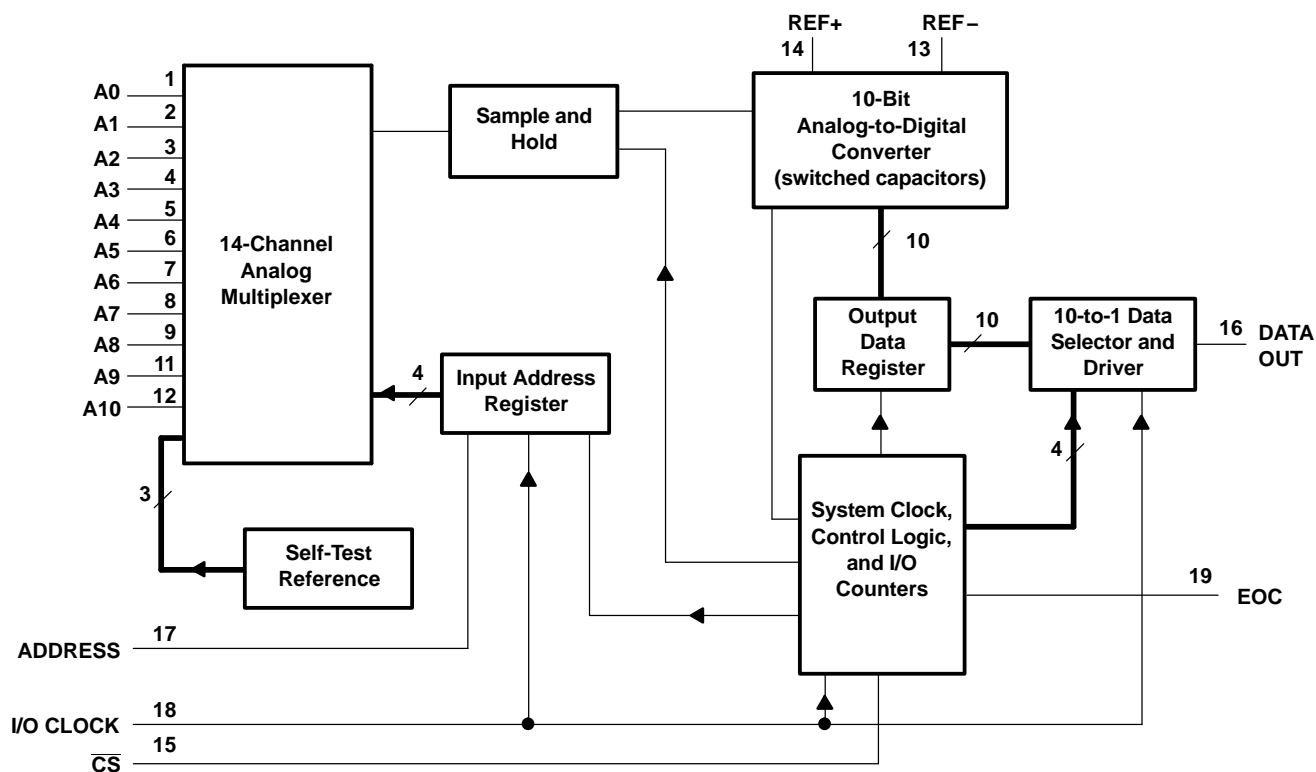 REF+
REF–
14
13
10-Bit
Analog-to-Digital
Converter
(switched capacitors)
Sample and
Hold
14-Channel
Analog
Multiplexer
A0
1
A1
2
A2
3
A3
4
A4
5
A5
6
A6
7
A7
8
A8
9
A9
11
A10
12
10
Output
Data
Register
10
10-to-1 Data
Selector and
Driver
16
DATA
OUT
4
Input Address
Register
4
3
Self-Test
Reference
System Clock,
Control Logic,
and I/O
Counters
19
EOC
ADDRESS
17
I/O CLOCK
18
CS
15